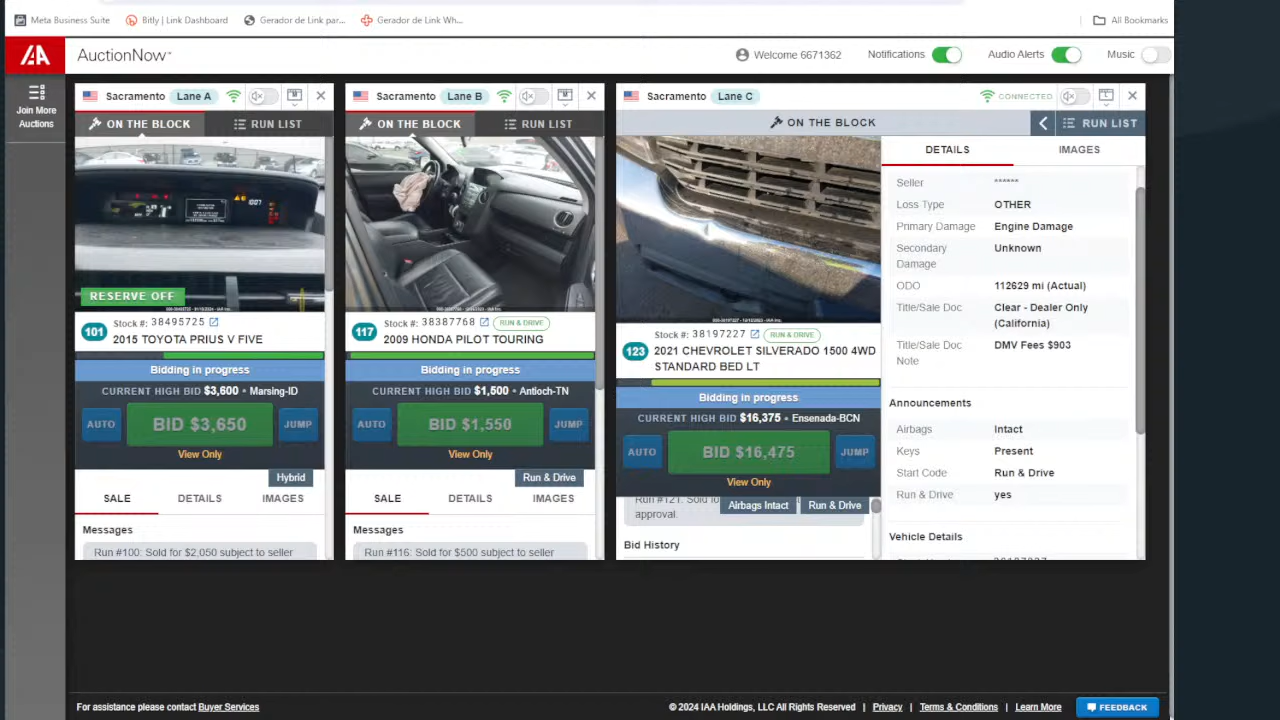 Meta Business Suite
Bitly | Link Dashboard
Gerador de Link par...
Gerador de Link Wh...
All Bookmarks
IAA
AuctionNow
Welcome 6671362
Notifications
Audio Alerts
Music
Join More
Auctions
Sacramento Lane A
ON THE BLOCK
RUN LIST
RESERVE OFF
101
Stock #: 38495725
2015 TOYOTA PRIUS V FIVE
Bidding in progress
CURRENT HIGH BID $3,600 • Marsing-ID
AUTO
BID $3,650
JUMP
View Only
Hybrid
SALE
DETAILS
IMAGES
Messages
Run #100: Sold for $2,050 subject to seller
Sacramento Lane B
ON THE BLOCK
RUN LIST
117
Stock #: 38387768
RUN & DRIVE
2009 HONDA PILOT TOURING
Bidding in progress
CURRENT HIGH BID $1,500 • Antioch-TN
AUTO
BID $1,550
JUMP
View Only
Run & Drive
SALE
DETAILS
IMAGES
Messages
Run #116: Sold for $500 subject to seller
Sacramento Lane C
CONNECTED
ON THE BLOCK
RUN LIST
123
Stock #: 38197227
RUN & DRIVE
2021 CHEVROLET SILVERADO 1500 4WD
STANDARD BED LT
Bidding in progress
CURRENT HIGH BID $16,375 • Ensenada-BCN
AUTO
BID $16,475
JUMP
View Only
Run #121: Sold fo
approval.
Airbags Intact
Run & Drive
Bid History
DETAILS
IMAGES
Seller ******
Loss Type OTHER
Primary Damage Engine Damage
Secondary Unknown
Damage
ODO 112629 mi (Actual)
Title/Sale Doc Clear - Dealer Only
(California)
Title/Sale Doc DMV Fees $903
Note
Announcements
Airbags Intact
Keys Present
Start Code Run & Drive
Run & Drive yes
Vehicle Details
For assistance please contact Buyer Services
© 2024 IAA Holdings, LLC All Rights Reserved | Privacy | Terms & Conditions | Learn More
FEEDBACK